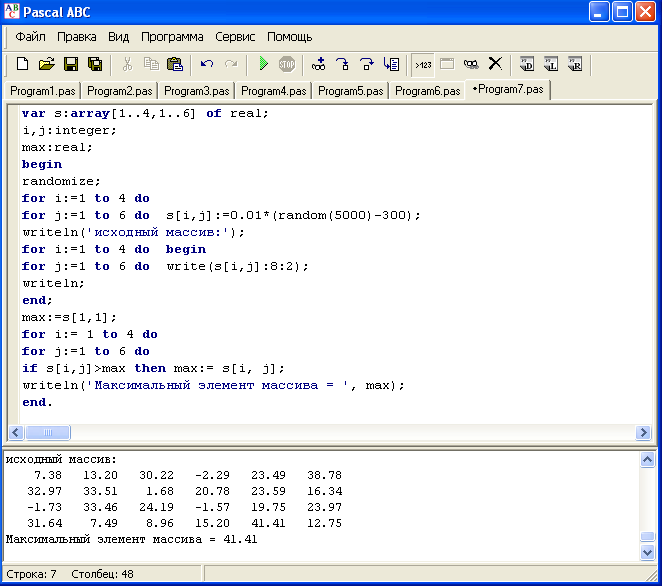 Pascal ABC
Файл Правка Вид Программа Сервис Помощь
Program1.pas Program2.pas Program3.pas Program4.pas Program5.pas Program6.pas •Program7.pas
var s:array[1..4,1..6] of real;
i,j:integer;
max:real;
begin
randomize;
for i:=1 to 4 do
for j:=1 to 6 do  s[i,j]:=0.01*(random(5000)-300);
writeln('исходный массив:');
for i:=1 to 4 do  begin
for j:=1 to 6 do  write(s[i,j]:8:2);
writeln;
end;
max:=s[1,1];
for i:= 1 to 4 do
for j:=1 to 6 do
if s[i,j]>max then max:= s[i, j];
writeln('Максимальный элемент массива = ', max);
end.
исходный массив:
7.38 13.20 30.22 -2.29 23.49 38.78
32.97 33.51 1.68 20.78 23.59 16.34
-1.73 33.46 24.19 -1.57 19.75 23.97
31.64 7.49 8.96 15.20 41.41 12.75
Максимальный элемент массива = 41.41
Строка: 7 Столбец: 48